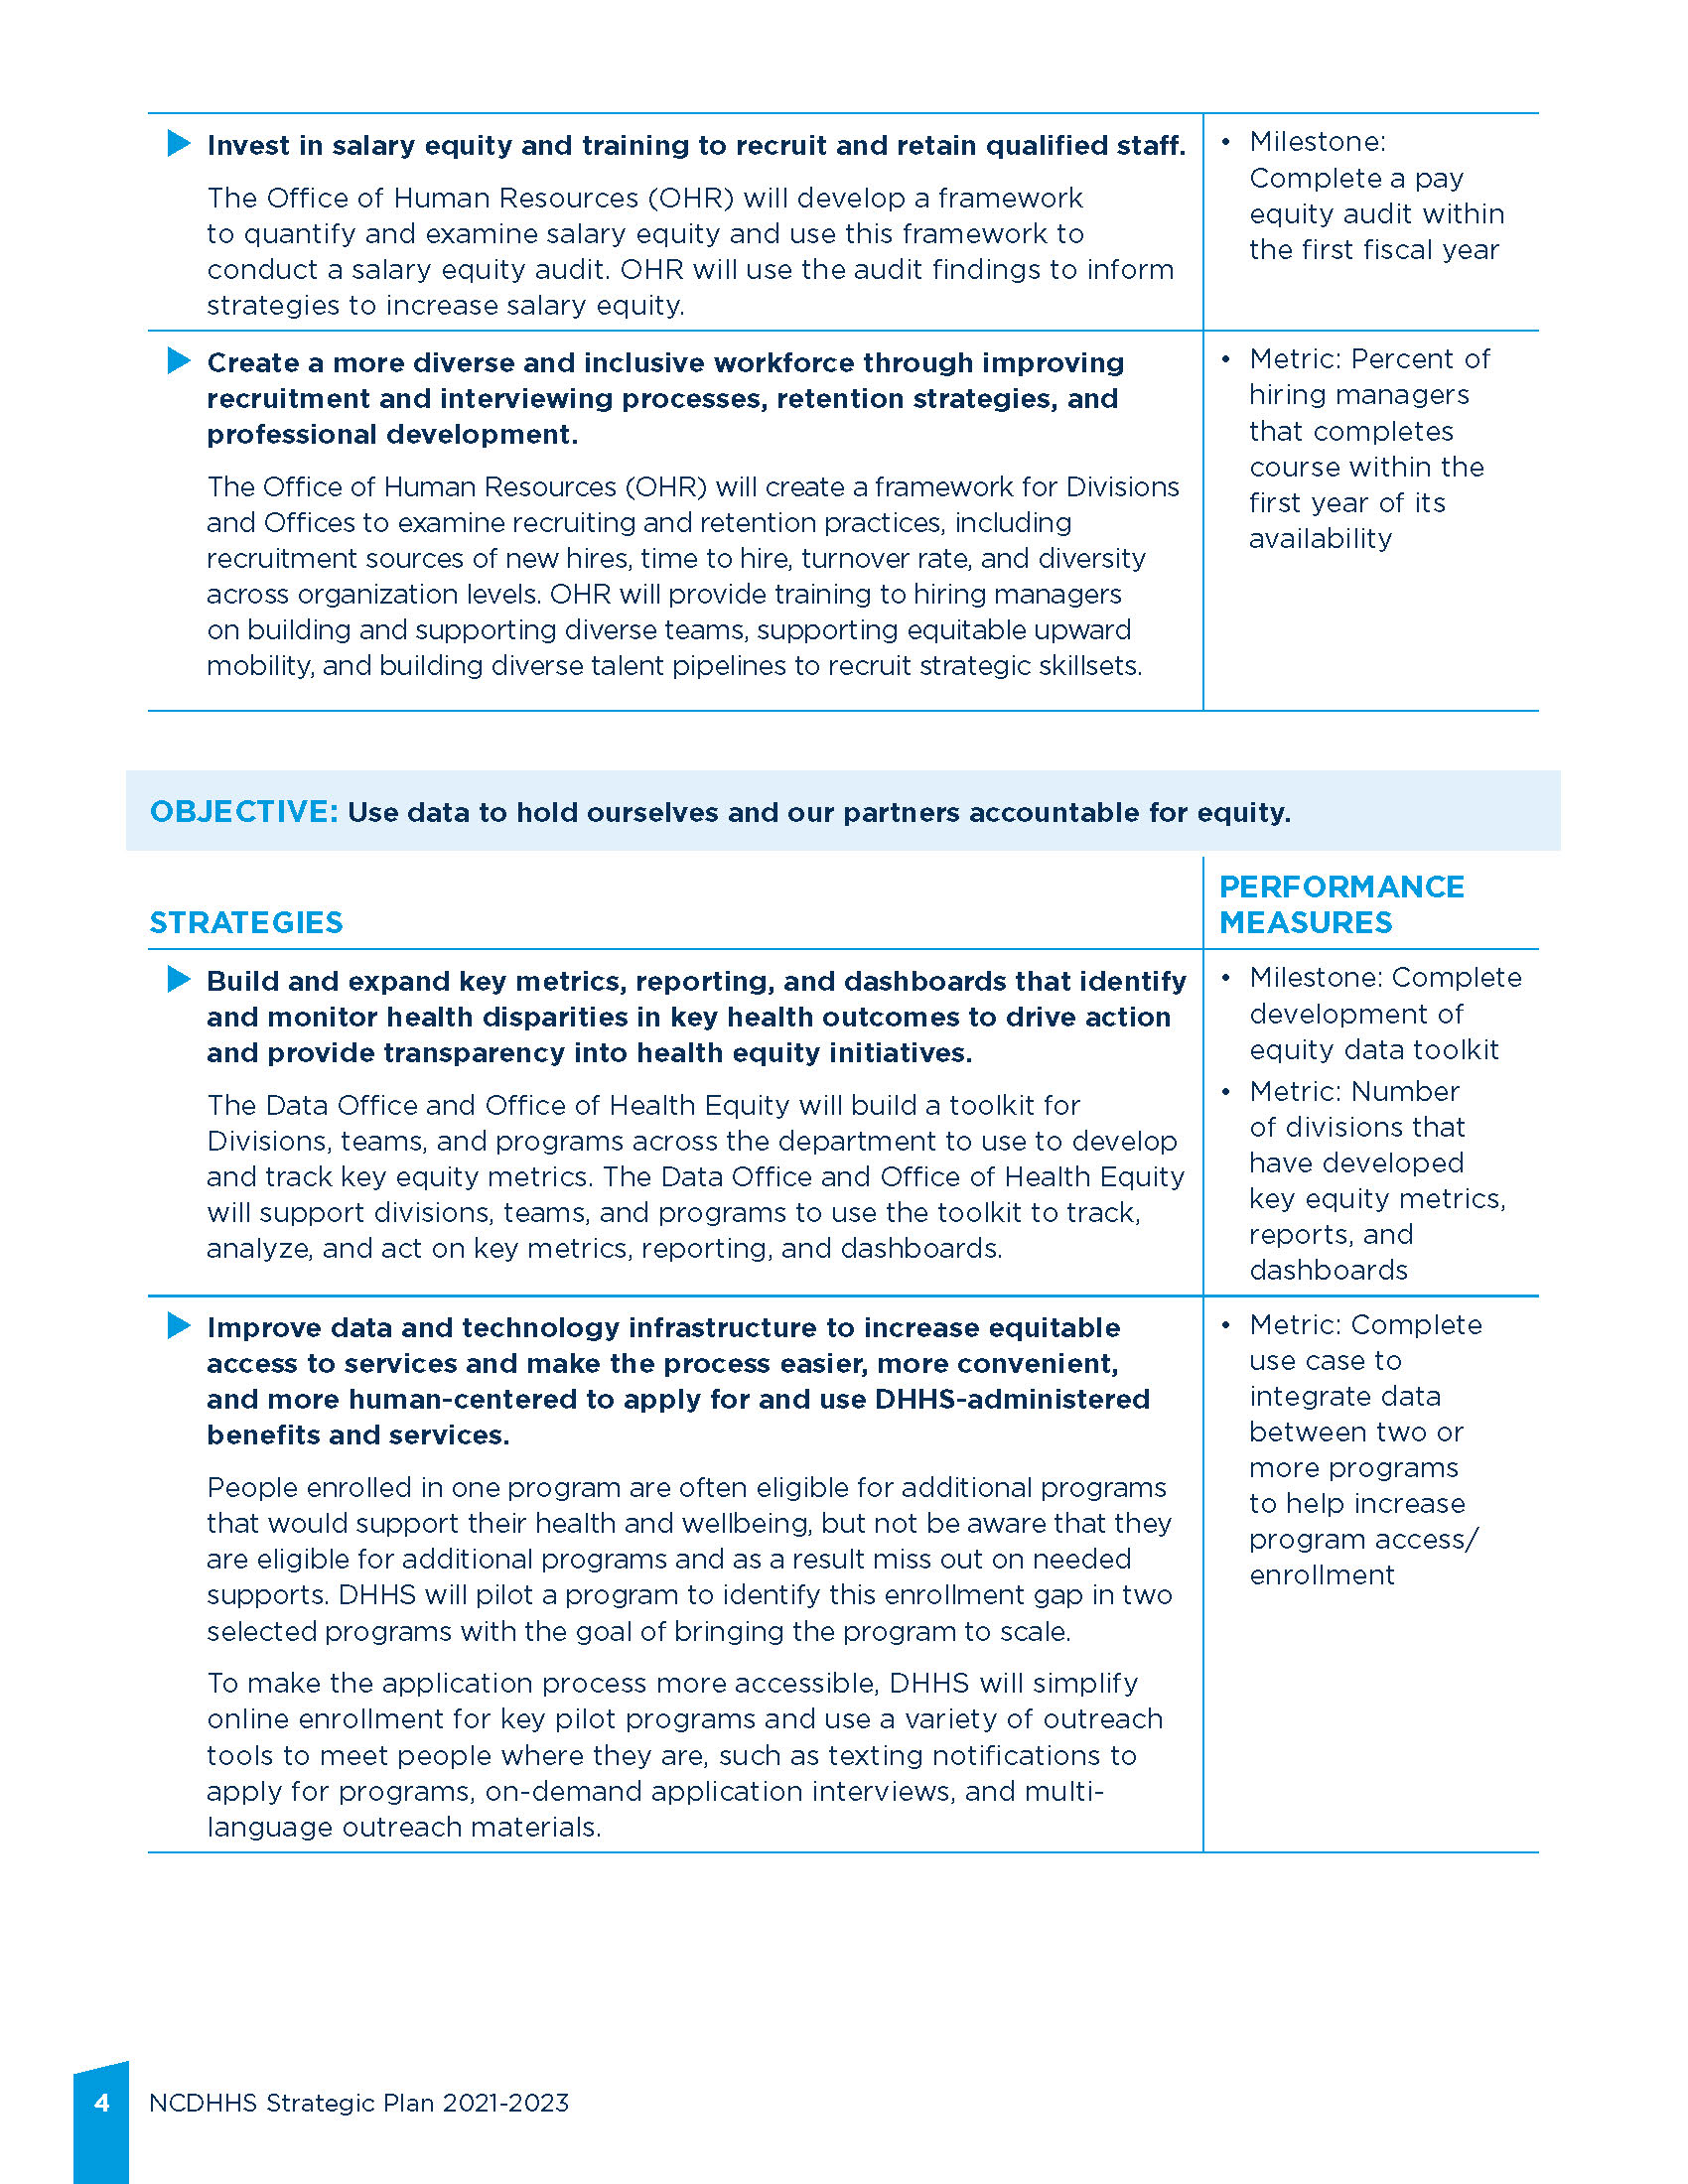 Invest in salary equity and training to recruit and retain qualified staff.
The Office of Human Resources (OHR) will develop a framework
to quantify and examine salary equity and use this framework to
conduct a salary equity audit. OHR will use the audit findings to inform
strategies to increase salary equity.
• Milestone:
Complete a pay
equity audit within
the first fiscal year
Create a more diverse and inclusive workforce through improving
recruitment and interviewing processes, retention strategies, and
professional development.
The Office of Human Resources (OHR) will create a framework for Divisions
and Offices to examine recruiting and retention practices, including
recruitment sources of new hires, time to hire, turnover rate, and diversity
across organization levels. OHR will provide training to hiring managers
on building and supporting diverse teams, supporting equitable upward
mobility, and building diverse talent pipelines to recruit strategic skillsets.
• Metric: Percent of
hiring managers
that completes
course within the
first year of its
availability
OBJECTIVE: Use data to hold ourselves and our partners accountable for equity.
STRATEGIES
PERFORMANCE
MEASURES
Build and expand key metrics, reporting, and dashboards that identify
and monitor health disparities in key health outcomes to drive action
and provide transparency into health equity initiatives.
The Data Office and Office of Health Equity will build a toolkit for
Divisions, teams, and programs across the department to use to develop
and track key equity metrics. The Data Office and Office of Health Equity
will support divisions, teams, and programs to use the toolkit to track,
analyze, and act on key metrics, reporting, and dashboards.
• Milestone: Complete
development of
equity data toolkit
• Metric: Number
of divisions that
have developed
key equity metrics,
reports, and
dashboards
Improve data and technology infrastructure to increase equitable
access to services and make the process easier, more convenient,
and more human-centered to apply for and use DHHS-administered
benefits and services.
People enrolled in one program are often eligible for additional programs
that would support their health and wellbeing, but not be aware that they
are eligible for additional programs and as a result miss out on needed
supports. DHHS will pilot a program to identify this enrollment gap in two
selected programs with the goal of bringing the program to scale.
To make the application process more accessible, DHHS will simplify
online enrollment for key pilot programs and use a variety of outreach
tools to meet people where they are, such as texting notifications to
apply for programs, on-demand application interviews, and multi-
language outreach materials.
• Metric: Complete
use case to
integrate data
between two or
more programs
to help increase
program access/
enrollment
4 NCDHHS Strategic Plan 2021-2023